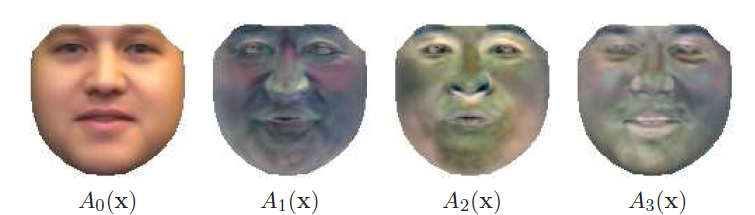 A₀(x) A₁(x) A₂(x) A₃(x)